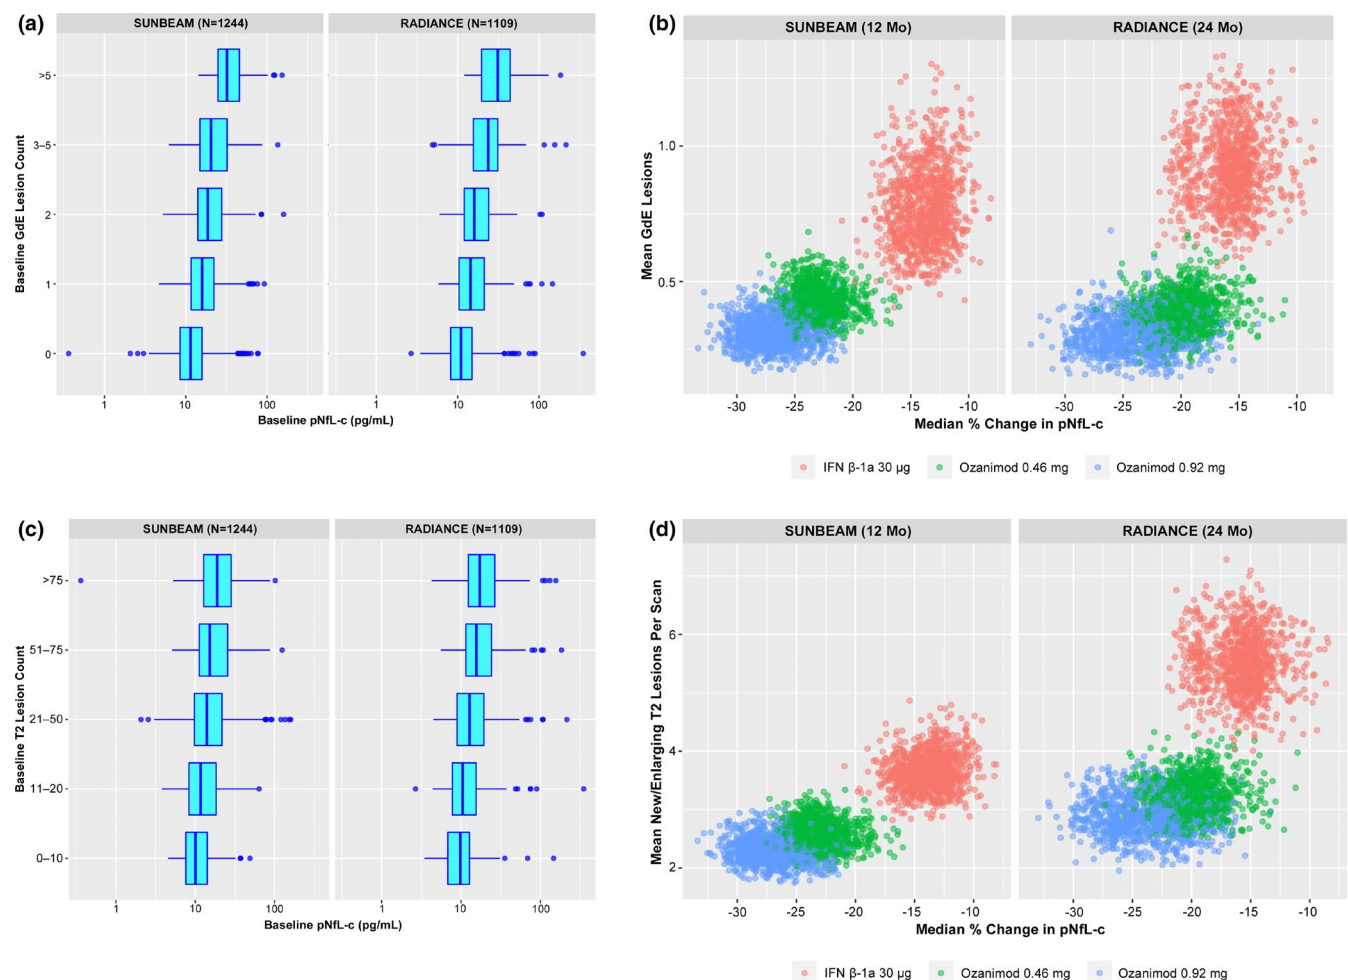 (a)
SUNBEAM (N=1244)
RADIANCE (N=1109)
Baseline GdE Lesion Count
>5
3–5
2
1
0
1
10
100
1
10
100
Baseline pNfL-c (pg/mL)
(b)
SUNBEAM (12 Mo)
RADIANCE (24 Mo)
Mean GdE Lesions
1.0
0.5
-30
-25
-20
-15
-10
-30
-25
-20
-15
-10
Median % Change in pNfL-c
IFN β-1a 30 μg
Ozanimod 0.46 mg
Ozanimod 0.92 mg
(c)
SUNBEAM (N=1244)
RADIANCE (N=1109)
Baseline T2 Lesion Count
>75
51–75
21–50
11–20
0–10
1
10
100
1
10
100
Baseline pNfL-c (pg/mL)
(d)
SUNBEAM (12 Mo)
RADIANCE (24 Mo)
Mean New/Enlarging T2 Lesions Per Scan
6
4
2
-30
-25
-20
-15
-10
-30
-25
-20
-15
-10
Median % Change in pNfL-c
IFN β-1a 30 μg
Ozanimod 0.46 mg
Ozanimod 0.92 mg